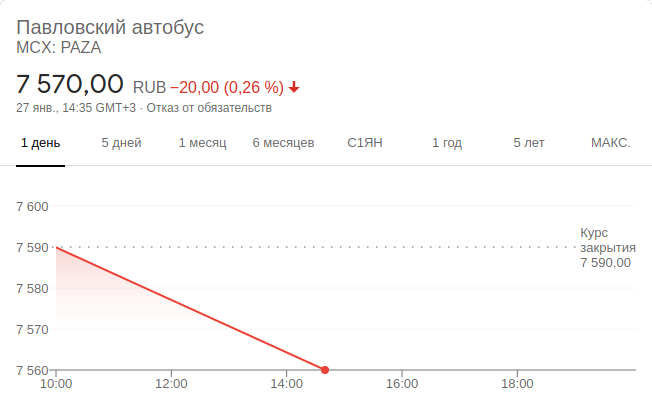 Павловский автобус
MCX: PAZA
7 570,00 RUB −20,00 (0,26 %)
27 янв., 14:35 GMT+3 · Отказ от обязательств
1 день 5 дней 1 месяц 6 месяцев С1ЯН 1 год 5 лет МАКС.
7 600
7 590
7 580
7 570
7 560
Курс
закрытия
7 590,00
10:00 12:00 14:00 16:00 18:00